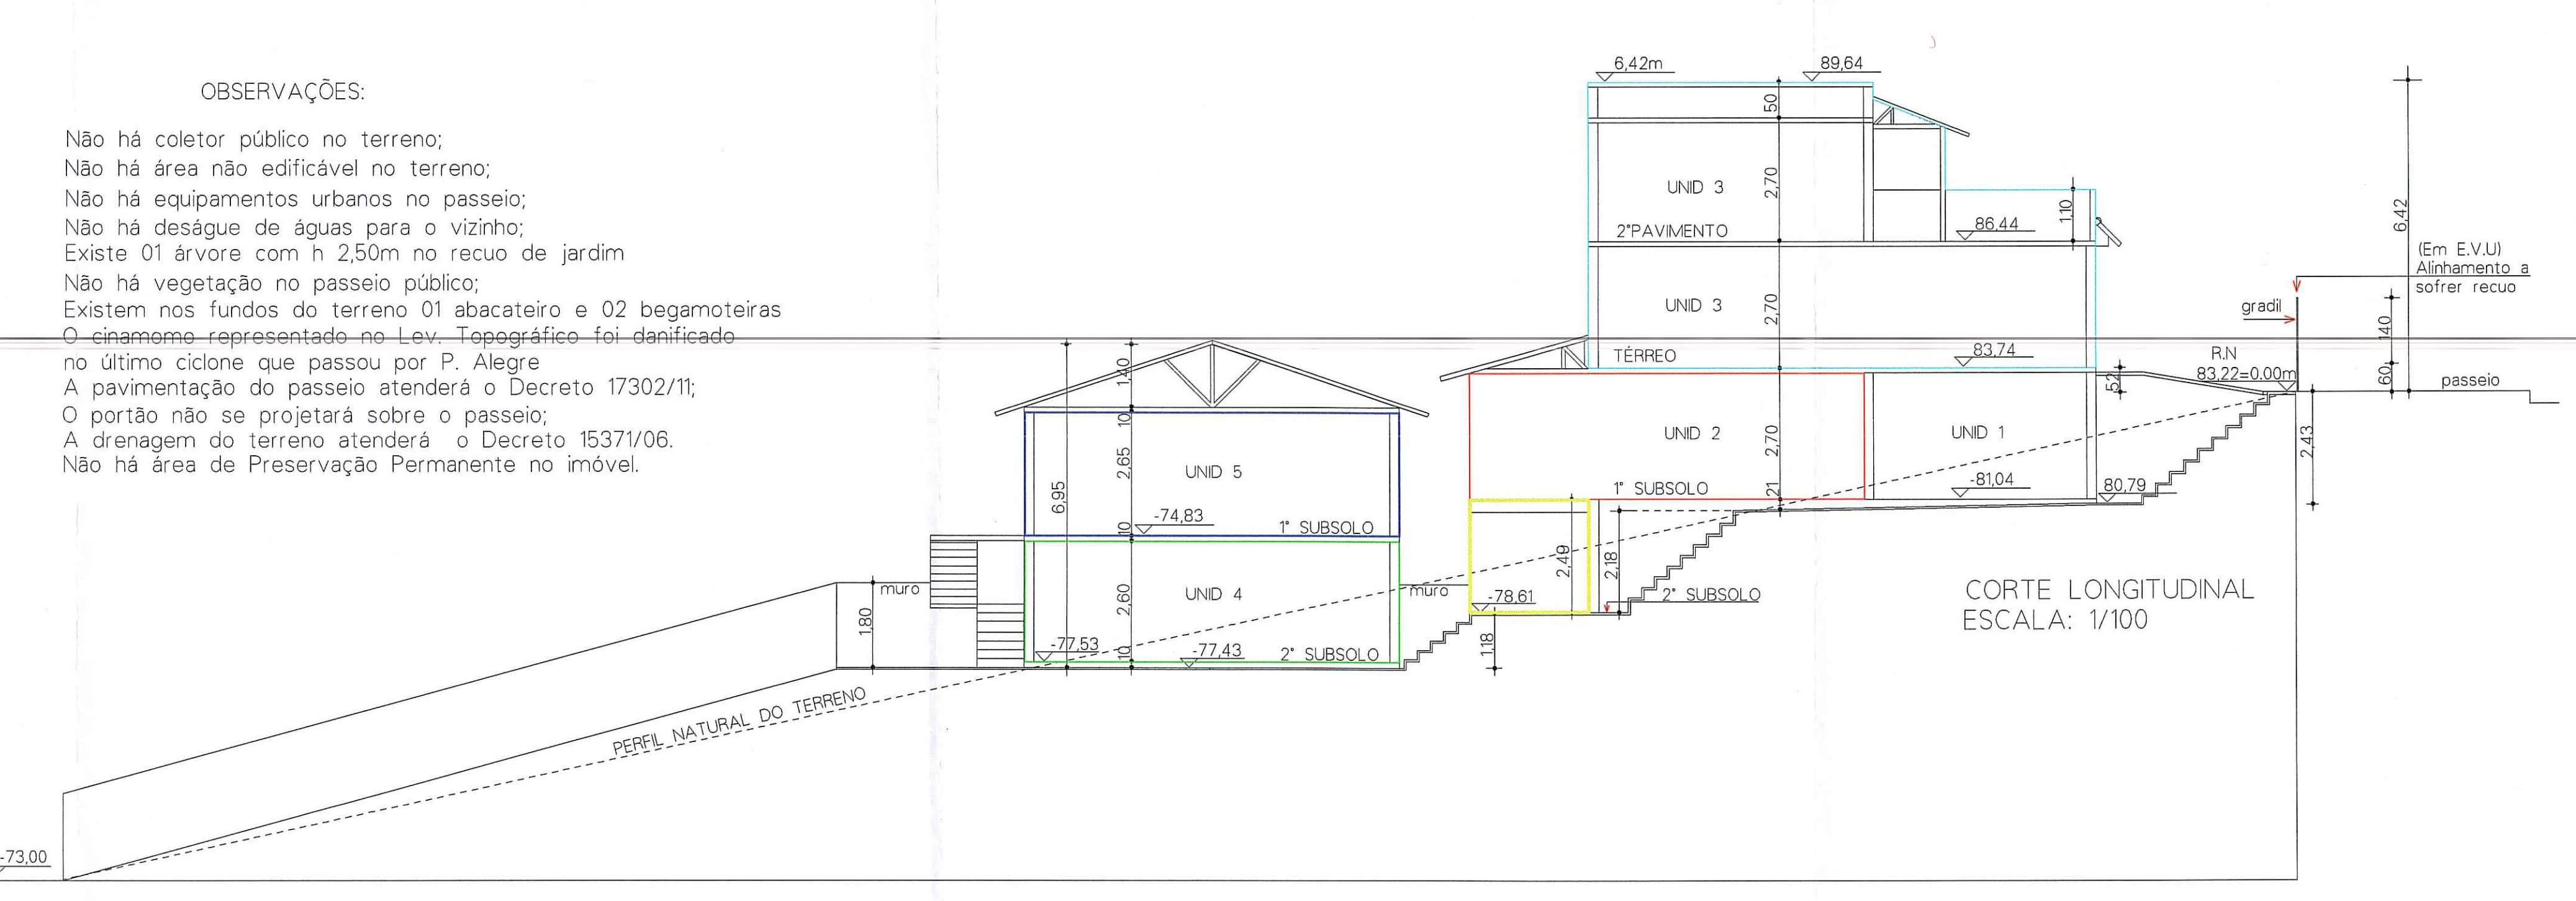 OBSERVAÇÕES:
Não há coletor público no terreno;
Não há área não edificável no terreno;
Não há equipamentos urbanos no passeio;
Não há deságue de águas para o vizinho;
Existe 01 árvore com h 2,50m no recuo de jardim
Não há vegetação no passeio público;
Existem nos fundos do terreno 01 abacateiro e 02 begamoteiras
O cinamomo representado no Lev. Topográfico foi danificado
no último ciclone que passou por P. Alegre
A pavimentação do passeio atenderá o Decreto 17302/11;
O portão não se projetará sobre o passeio;
A drenagem do terreno atenderá o Decreto 15371/06.
Não há área de Preservação Permanente no imóvel.
6,42m
89,64
50
UNID 3
2,70
2°PAVIMENTO
86,44
1,10
UNID 3
2,70
TÉRREO
83,74
52
R.N
83,22=0.00m
gradil
6,42
(Em E.V.U)
Alinhamento a
sofrer recuo
140
60
passeio
2,43
UNID 2
2,70
UNID 1
1° SUBSOLO
21
-81,04
80,79
2,49
2,18
-78,61
2° SUBSOLO
1,18
muro
1,40
10
6,95
2,65
UNID 5
-74,83
10
1° SUBSOLO
UNID 4
2,60
-77,53
10
-77,43
2° SUBSOLO
muro
1,80
PERFIL NATURAL DO TERRENO
-73,00
CORTE LONGITUDINAL
ESCALA: 1/100